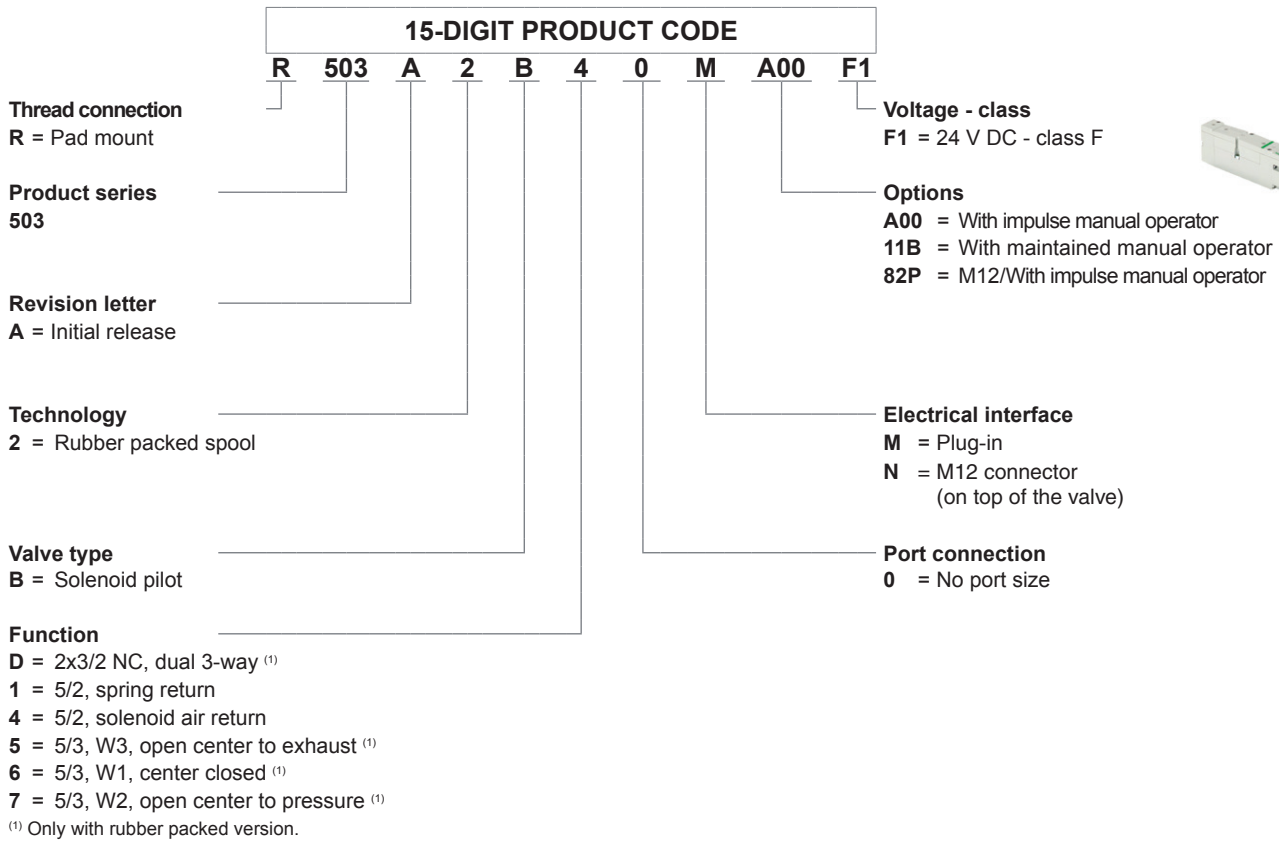 15-DIGIT PRODUCT CODE
R 503 A 2 B 4 0 M A00 F1
Thread connection
R = Pad mount
Product series
503
Revision letter
A = Initial release
Technology
2 = Rubber packed spool
Valve type
B = Solenoid pilot
Function
D = 2x3/2 NC, dual 3-way (1)
1 = 5/2, spring return
4 = 5/2, solenoid air return
5 = 5/3, W3, open center to exhaust (1)
6 = 5/3, W1, center closed (1)
7 = 5/3, W2, open center to pressure (1)
(1) Only with rubber packed version.
Voltage - class
F1 = 24 V DC - class F
Options
A00 = With impulse manual operator
11B = With maintained manual operator
82P = M12/With impulse manual operator
Electrical interface
M = Plug-in
N = M12 connector
(on top of the valve)
Port connection
0 = No port size